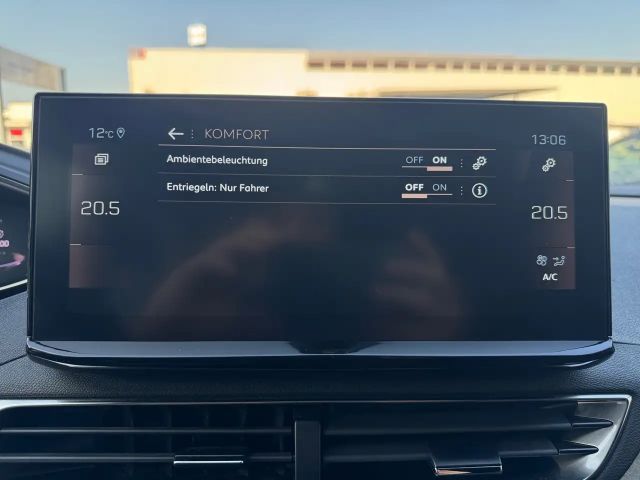 12°C
KOMFORT
13:06
Ambientebeleuchtung OFF ON
Entriegeln: Nur Fahrer OFF ON
20.5
20.5
A/C